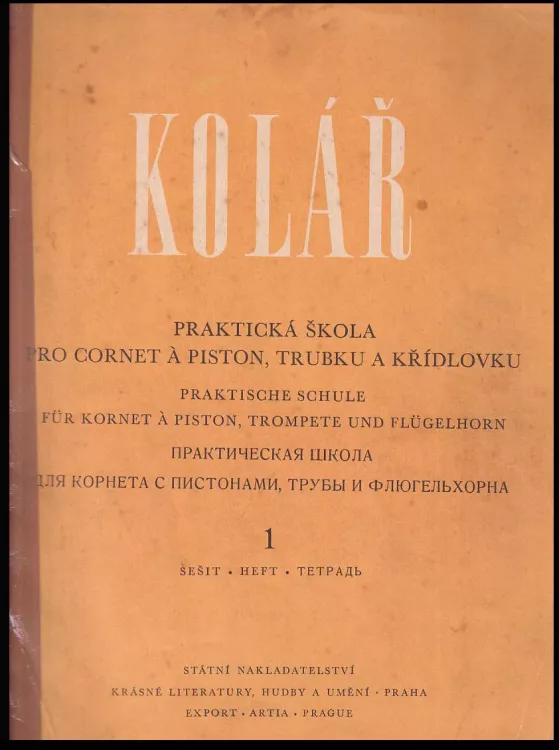 KOLÁŘ
PRAKTICKÁ ŠKOLA
PRO CORNET À PISTON, TRUBKU A KŘÍDLOVKU
PRAKTISCHE SCHULE
FÜR KORNET À PISTON, TROMPETE UND FLÜGELHORN
ПРАКТИЧЕСКАЯ ШКОЛА
ДЛЯ КОРНЕТА С ПИСТОНАМИ, ТРУБЫ И ФЛЮГЕЛЬХОРНА
1
SEŠIT • HEFT • ТЕТРАДЬ
STÁTNÍ NAKLADATELSTVÍ
KRÁSNÉ LITERATURY, HUDBY A UMĚNÍ • PRAHA
EXPORT • ARTIA • PRAGUE